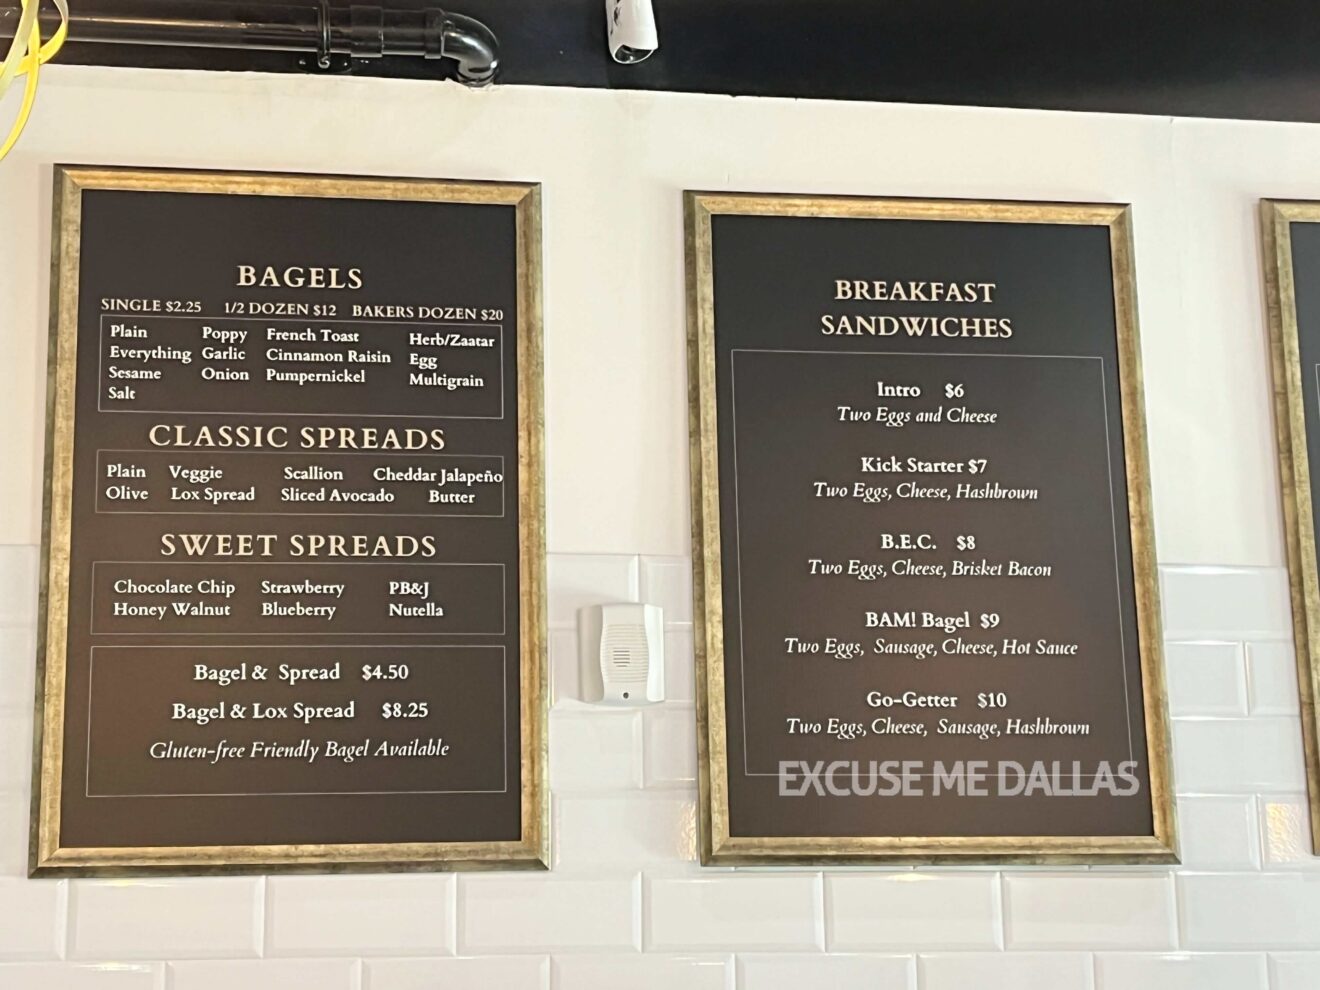 BAGELS
SINGLE $2.25 1/2 DOZEN $12 BAKERS DOZEN $20
Plain Poppy French Toast Herb/Zaatar
Everything Garlic Cinnamon Raisin Egg
Sesame Onion Pumpernickel Multigrain
Salt
CLASSIC SPREADS
Plain Veggie Scallion Cheddar Jalapeño
Olive Lox Spread Sliced Avocado Butter
SWEET SPREADS
Chocolate Chip Strawberry PB&J
Honey Walnut Blueberry Nutella
Bagel & Spread $4.50
Bagel & Lox Spread $8.25
Gluten-free Friendly Bagel Available
BREAKFAST
SANDWICHES
Intro $6
Two Eggs and Cheese
Kick Starter $7
Two Eggs, Cheese, Hashbrown
B.E.C. $8
Two Eggs, Cheese, Brisket Bacon
BAM! Bagel $9
Two Eggs, Sausage, Cheese, Hot Sauce
Go-Getter $10
Two Eggs, Cheese, Sausage, Hashbrown
EXCUSE ME DALLAS